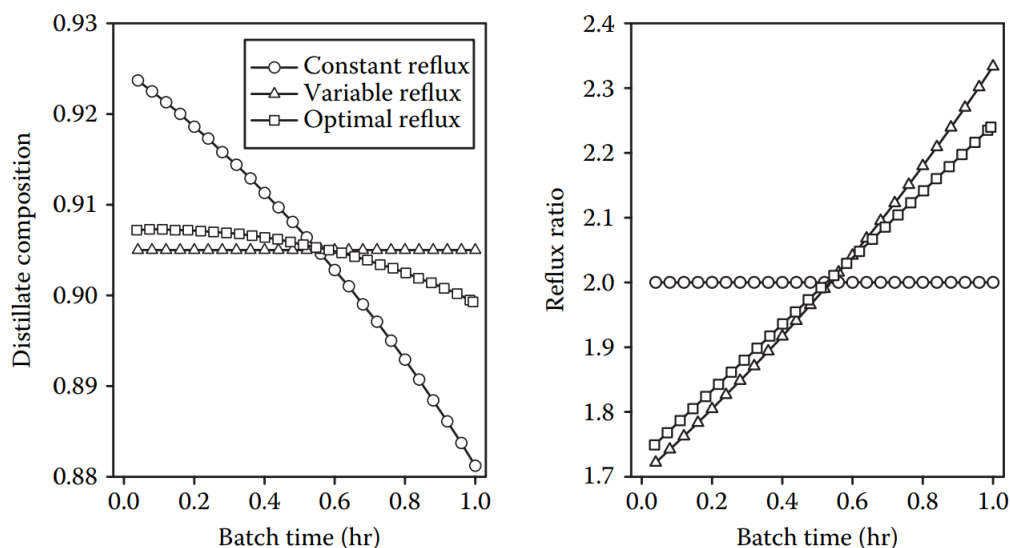 0.93
0.92
0.91
0.90
0.89
0.88
Distillate composition
Constant reflux
Variable reflux
Optimal reflux
0.0 0.2 0.4 0.6 0.8 1.0
Batch time (hr)
2.4
2.3
2.2
2.1
2.0
1.9
1.8
1.7
Reflux ratio
0.0 0.2 0.4 0.6 0.8 1.0
Batch time (hr)